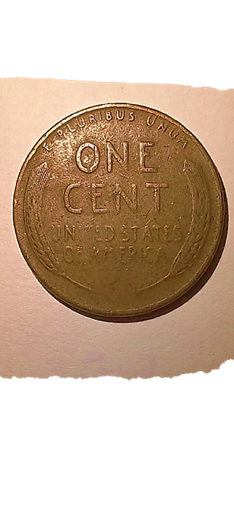 E·PLURIBUS·UNUM
ONE
CENT
UNITED STATES
OF AMERICA